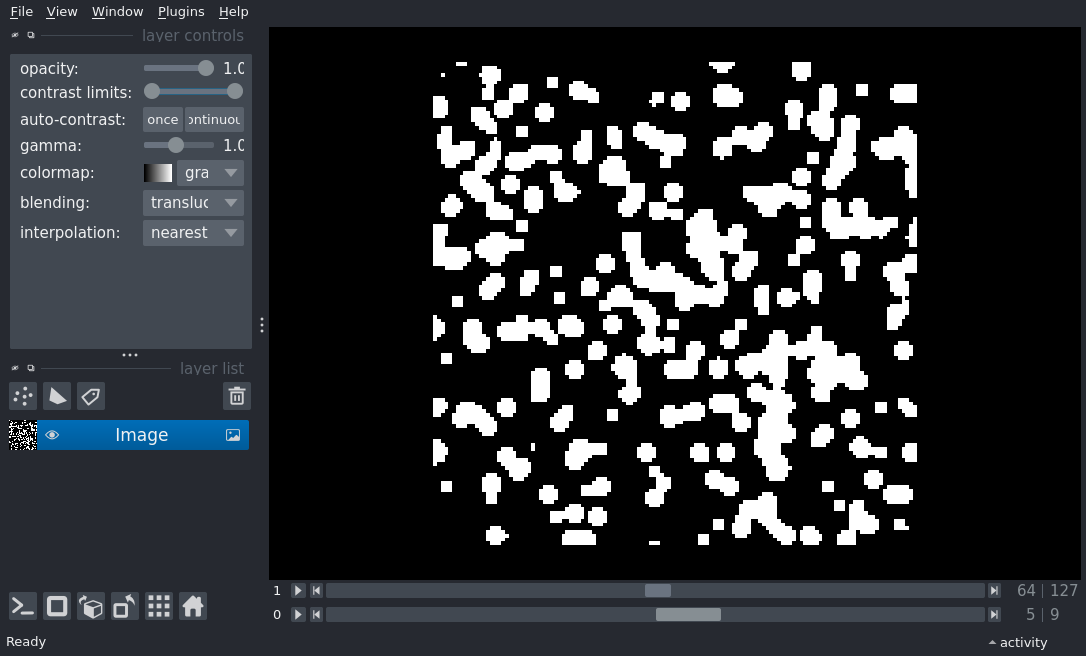 File View Window Plugins Help
layer controls
opacity: 1.0
contrast limits:
auto-contrast: once ontinuou
gamma: 1.0
colormap: gra
blending: transluc
interpolation: nearest
layer list
Image
1 64 | 127
0 5 | 9
Ready activity